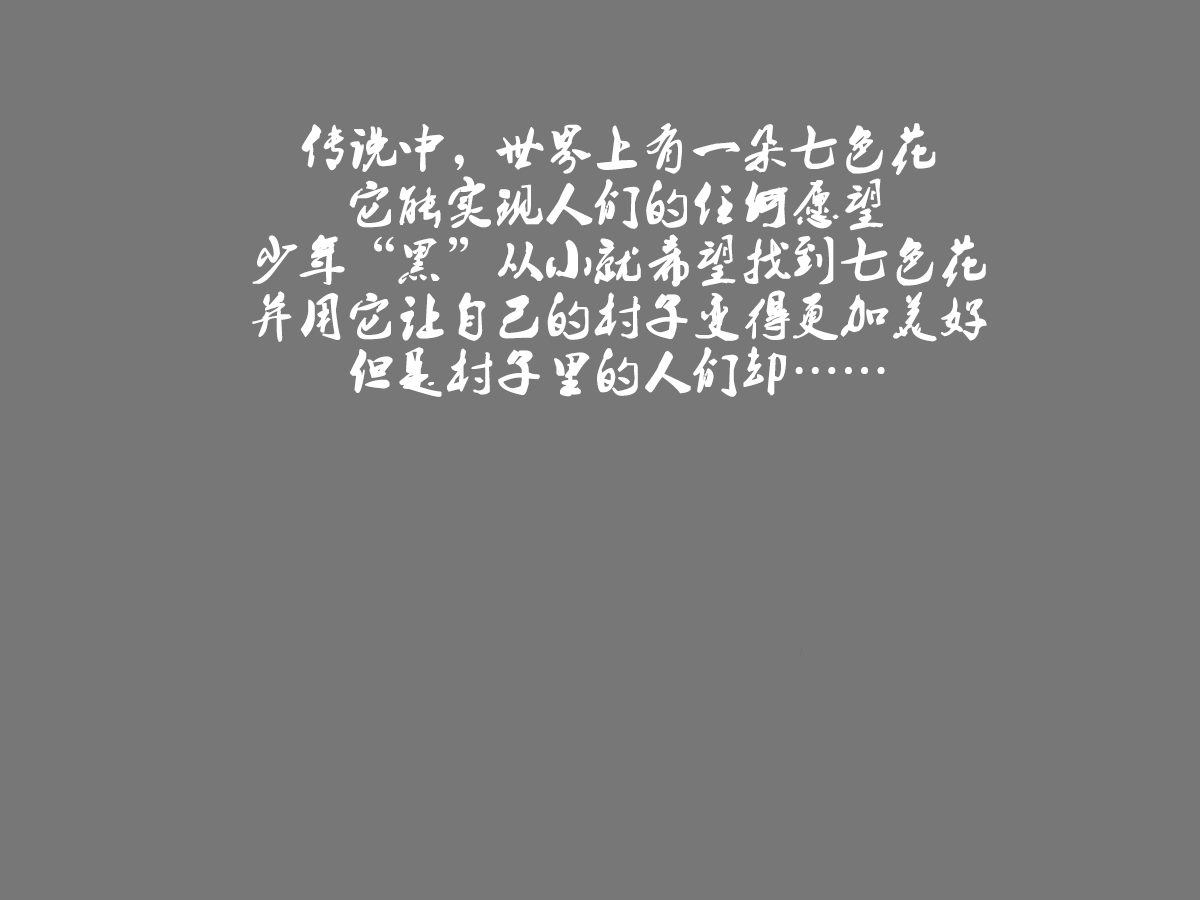 传说中，世界上有一朵七色花
它能实现人们的任何愿望
少年“黑”从小就希望找到七色花
并用它让自己的村子变得更加美好
但是村子里的人们却……